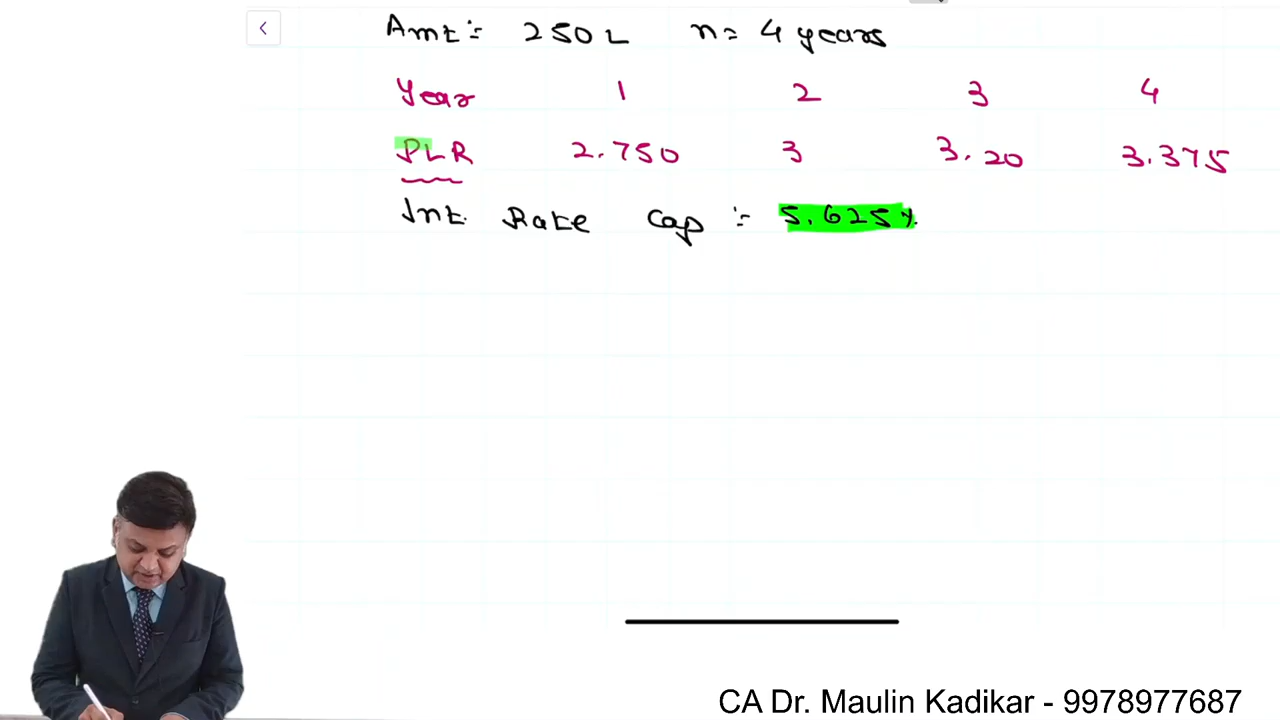 Amt:- 250 L n = 4 years
Year 1 2 3 4
PLR 2.750 3 3.20 3.375
Int. Rate Cap :- 5.625%
CA Dr. Maulin Kadikar - 9978977687